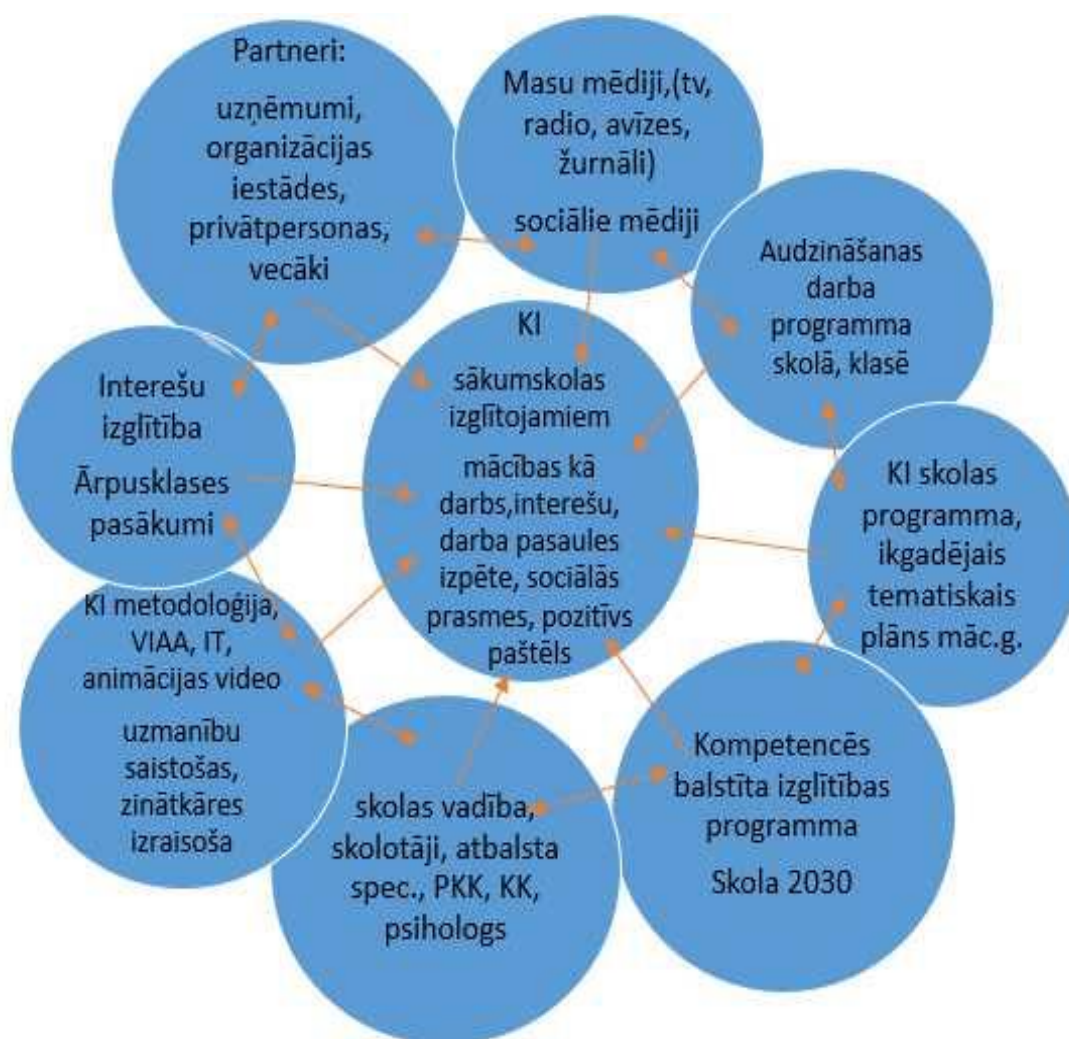 Partneri:
uzņēmumi,
organizācijas
iestādes,
privātpersonas,
vecāki
Masu mēdiji,(tv,
radio, avīzes,
žurnāli)
sociālie mēdiji
Audzināšanas
darba
programma
skolā, klasē
KI skolas
programma,
ikgadējais
tematiskais
plāns māc.g.
Kompetencēs
balstīta izglītības
programma
Skola 2030
skolas vadība,
skolotāji, atbalsta
spec., PKK, KK,
psihologs
KI metodoloģija,
VIAA, IT,
animācijas video
uzmanību
saistošas,
zinātkāres
izraisoša
Interešu
izglītība
Ārpusklases
pasākumi
KI
sākumskolas
izglītojamiem
mācības kā
darbs,interešu,
darba pasaules
izpēte, sociālās
prasmes, pozitīvs
paštēls